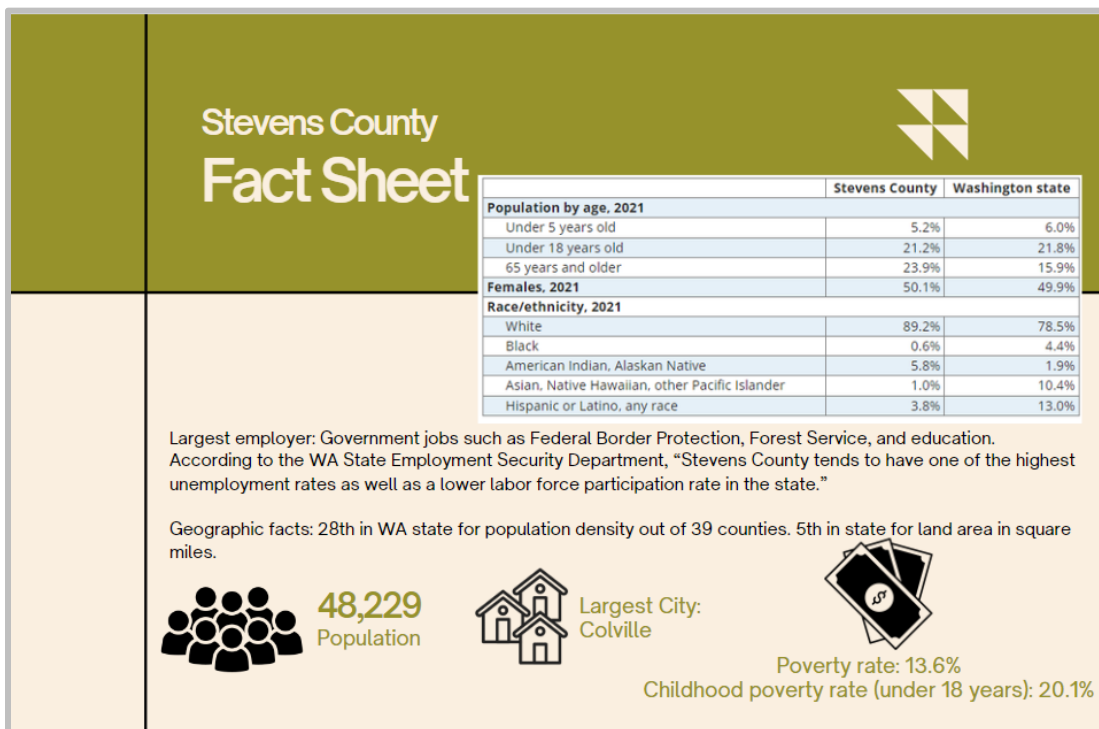 Stevens County
Fact Sheet
Stevens County Washington state
Population by age, 2021
Under 5 years old 5.2% 6.0%
Under 18 years old 21.2% 21.8%
65 years and older 23.9% 15.9%
Females, 2021 50.1% 49.9%
Race/ethnicity, 2021
White 89.2% 78.5%
Black 0.6% 4.4%
American Indian, Alaskan Native 5.8% 1.9%
Asian, Native Hawaiian, other Pacific Islander 1.0% 10.4%
Hispanic or Latino, any race 3.8% 13.0%
Largest employer: Government jobs such as Federal Border Protection, Forest Service, and education.
According to the WA State Employment Security Department, “Stevens County tends to have one of the highest
unemployment rates as well as a lower labor force participation rate in the state.”
Geographic facts: 28th in WA state for population density out of 39 counties. 5th in state for land area in square
miles.
48,229
Population
Largest City:
Colville
$
Poverty rate: 13.6%
Childhood poverty rate (under 18 years): 20.1%